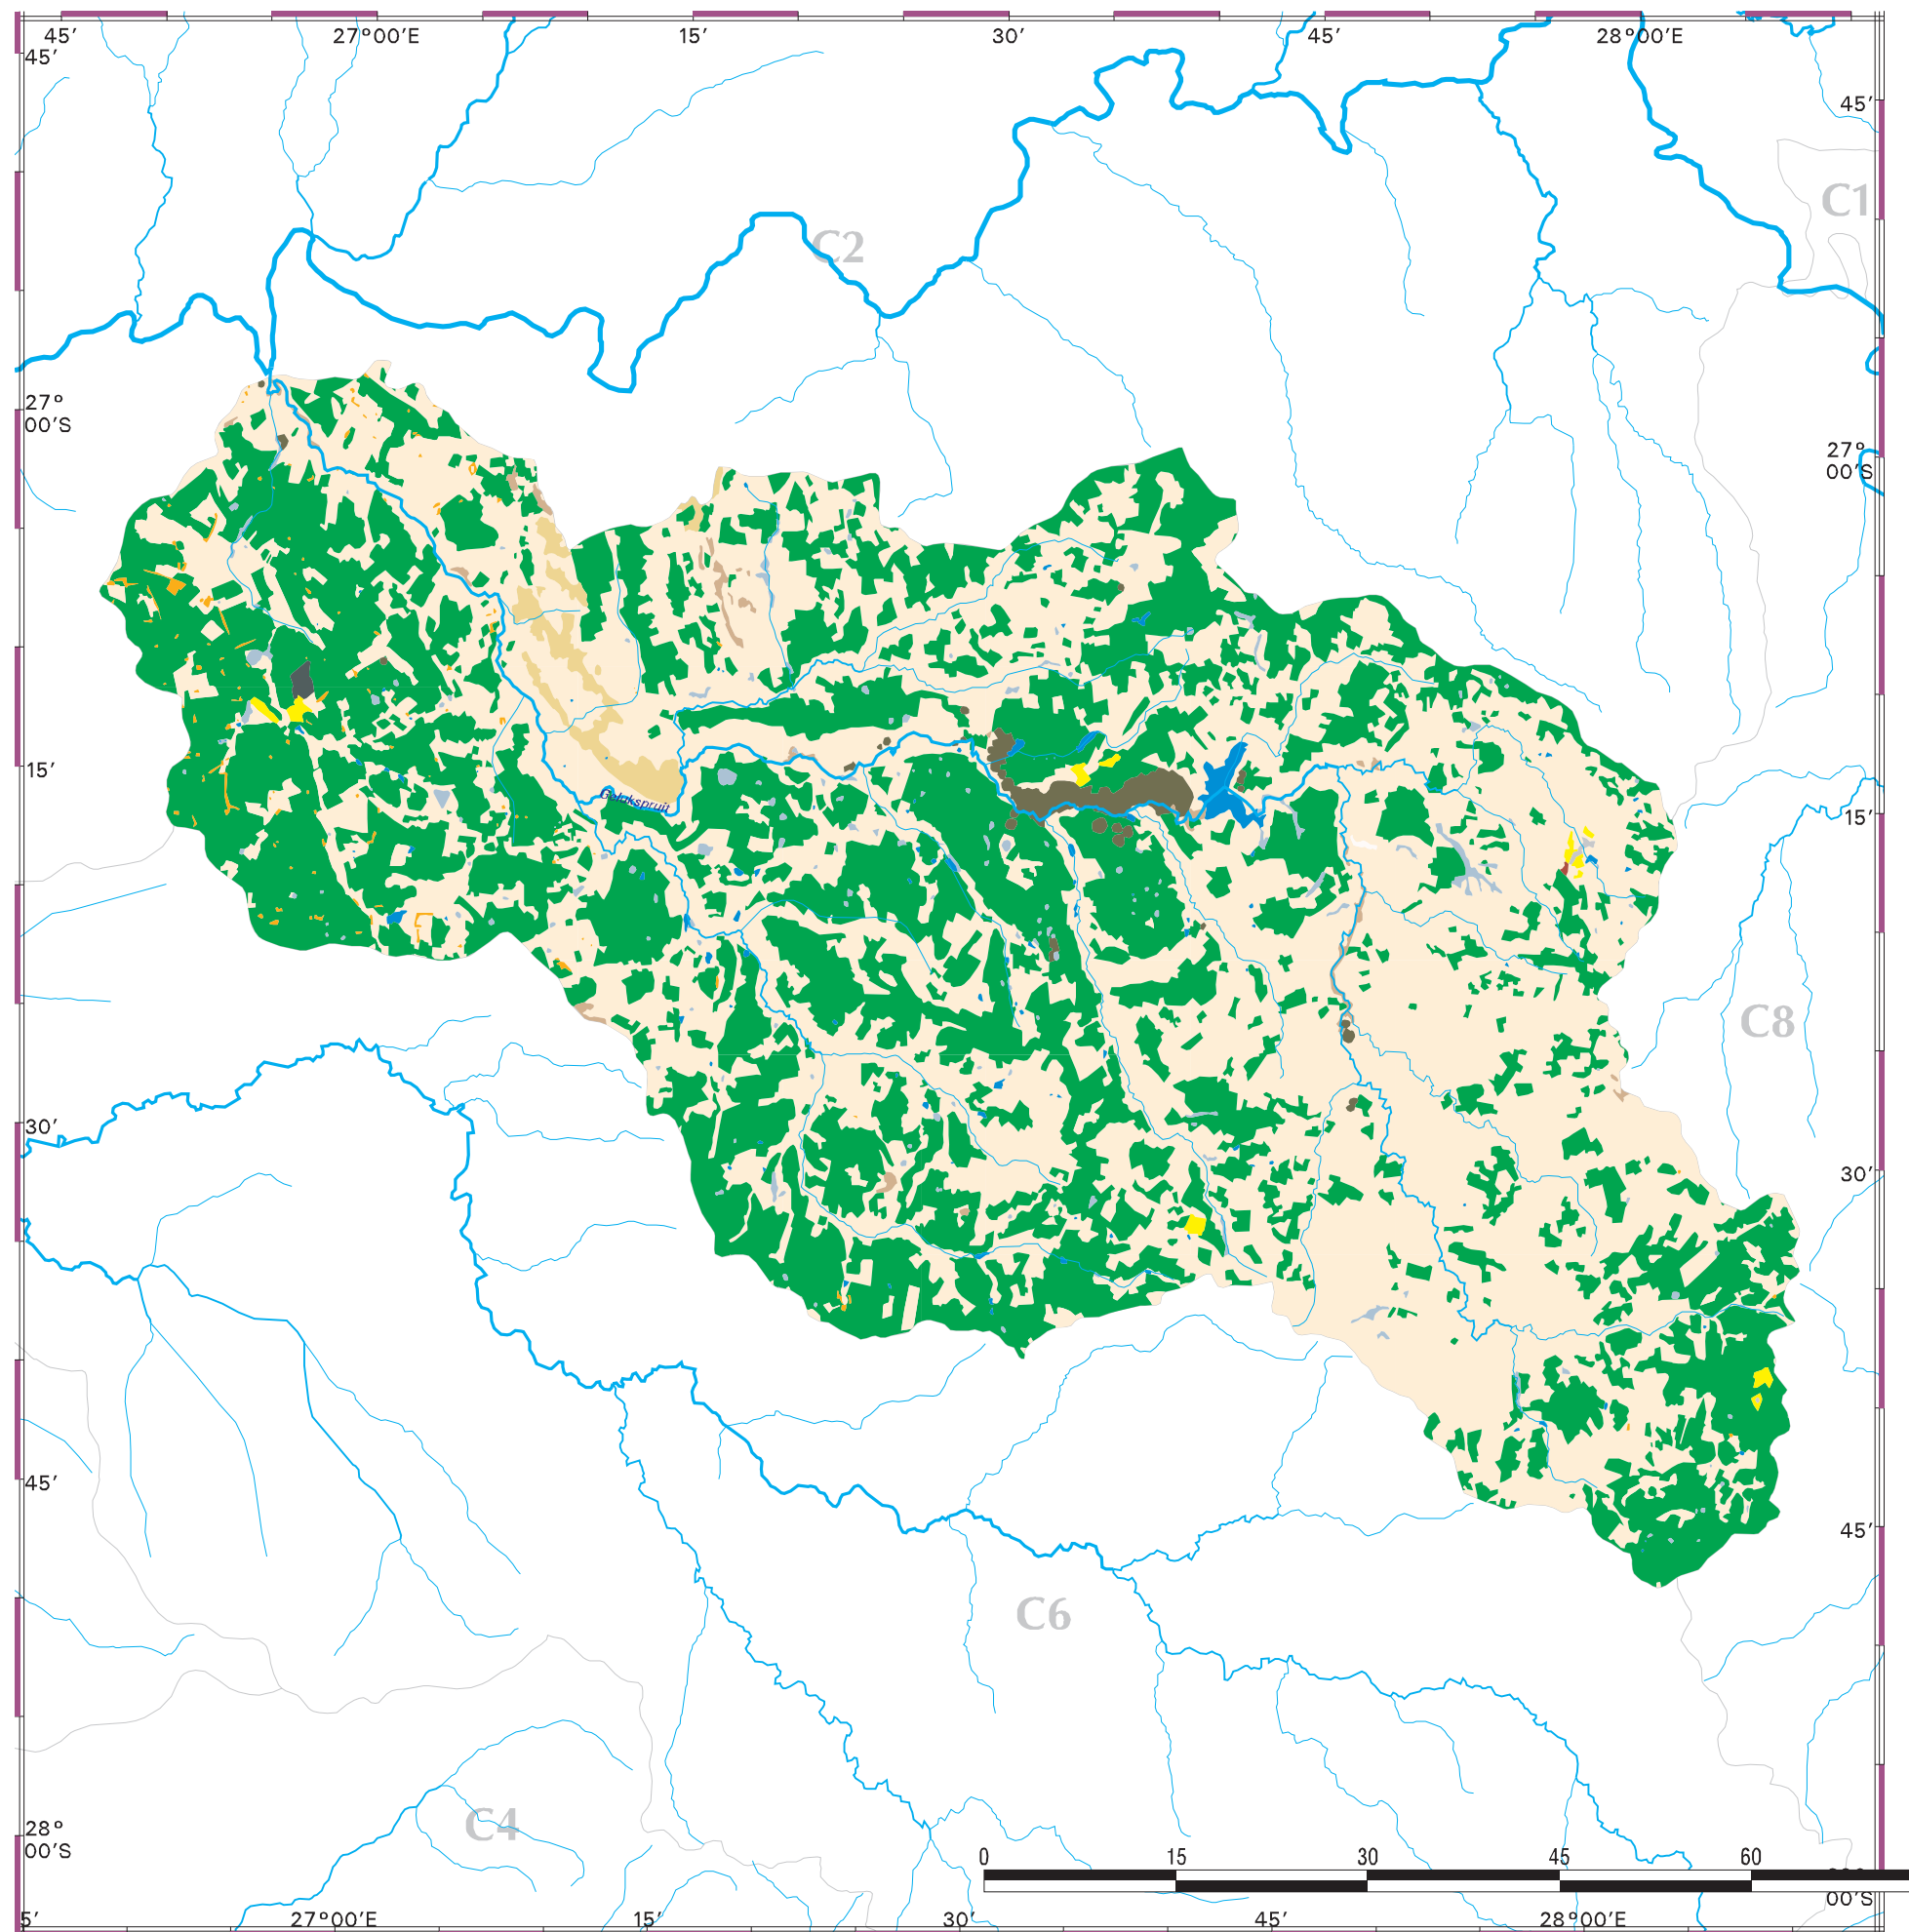 45′ 27°00′E 15′ 30′ 45′ 28°00′E
45′
45′
C1
C2
27°
00′S
27°
00′S
15′
Gelukspruit
15′
C8
30′
30′
45′
45′
C6
C4
28°
00′S
0 15 30 45 60
00′S
5′ 27°00′E 15′ 30′ 45′ 28°00′E